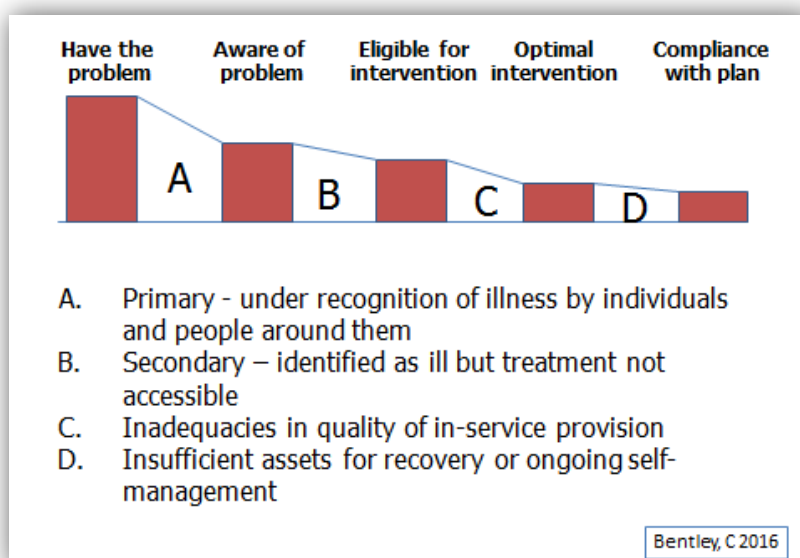 Have the problem
Aware of problem
Eligible for intervention
Optimal intervention
Compliance with plan
A
B
C
D
A. Primary - under recognition of illness by individuals
and people around them
B. Secondary – identified as ill but treatment not
accessible
C. Inadequacies in quality of in-service provision
D. Insufficient assets for recovery or ongoing self-
management
Bentley, C 2016